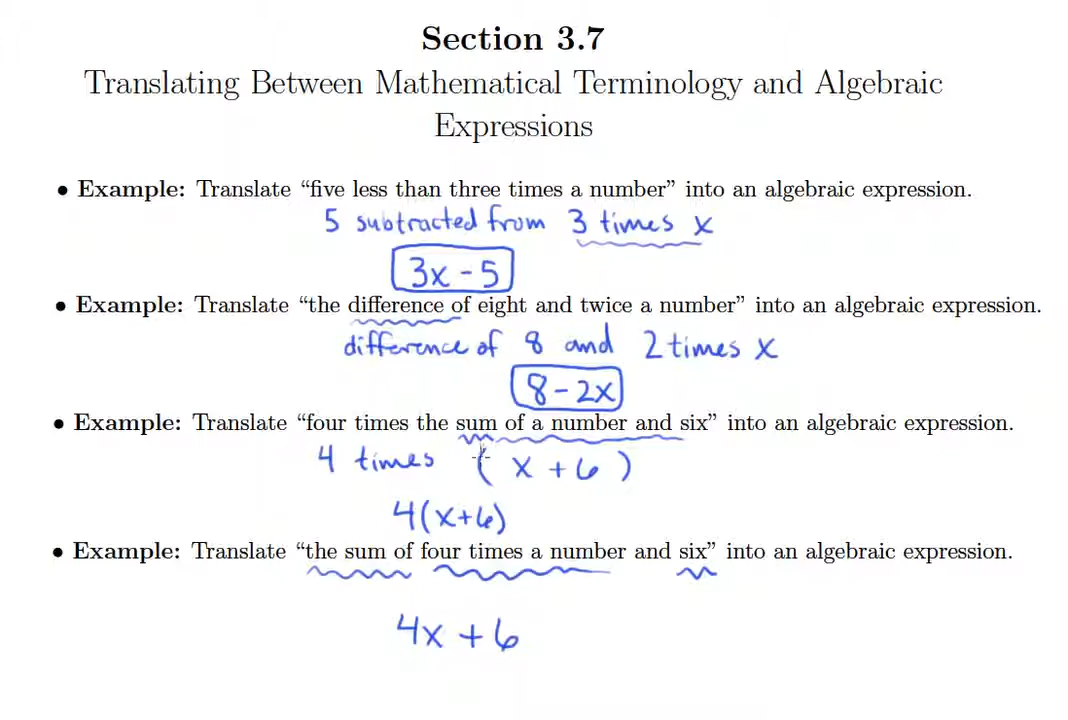 Section 3.7
Translating Between Mathematical Terminology and Algebraic
Expressions
• Example: Translate “five less than three times a number” into an algebraic expression.
5 subtracted from 3 times x
3x - 5
• Example: Translate “the difference of eight and twice a number” into an algebraic expression.
difference of 8 and 2 times x
8 - 2x
• Example: Translate “four times the sum of a number and six” into an algebraic expression.
4 times ( x + 6 )
4(x+6)
• Example: Translate “the sum of four times a number and six” into an algebraic expression.
4x + 6